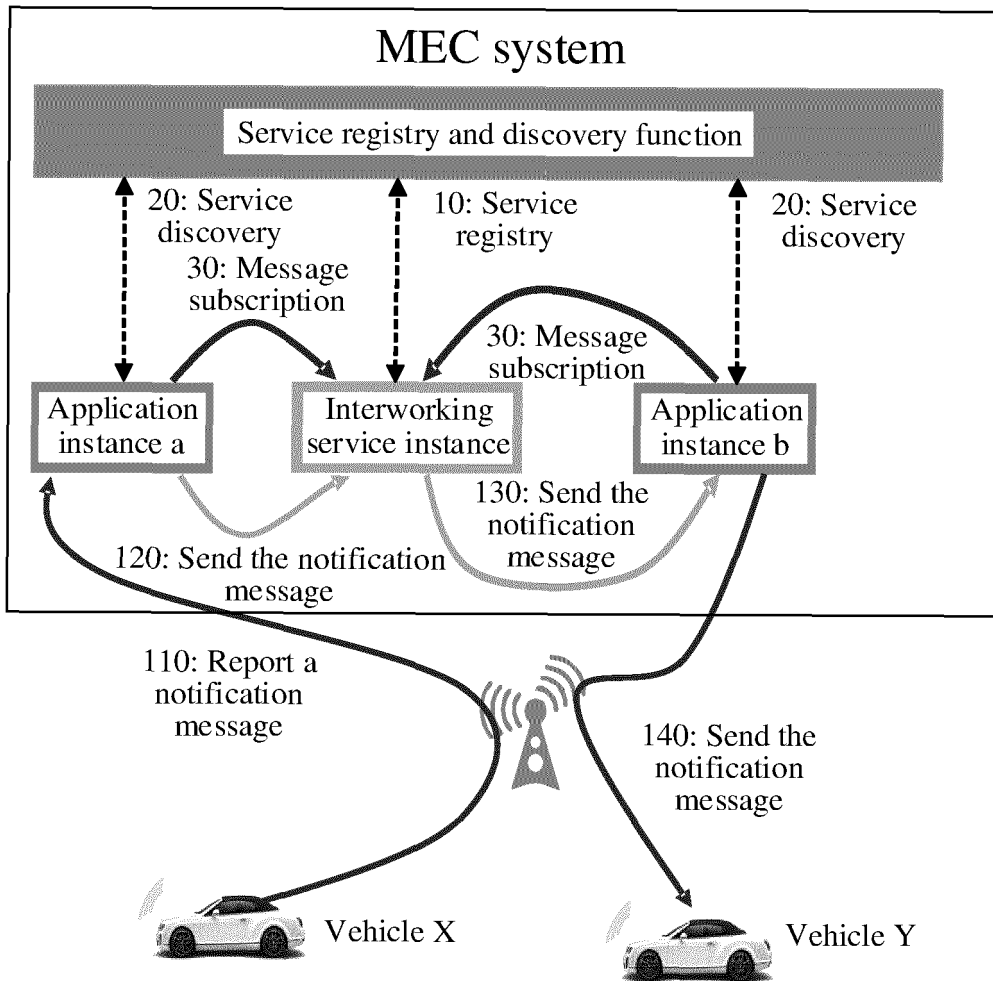 MEC system
Service registry and discovery function
20: Service
discovery
10: Service
registry
20: Service
discovery
30: Message
subscription
30: Message
subscription
Application
instance a
Interworking
service instance
Application
instance b
130: Send the
notification
message
120: Send the notification
message
110: Report a
notification
message
140: Send the
notification
message
Vehicle X
Vehicle Y